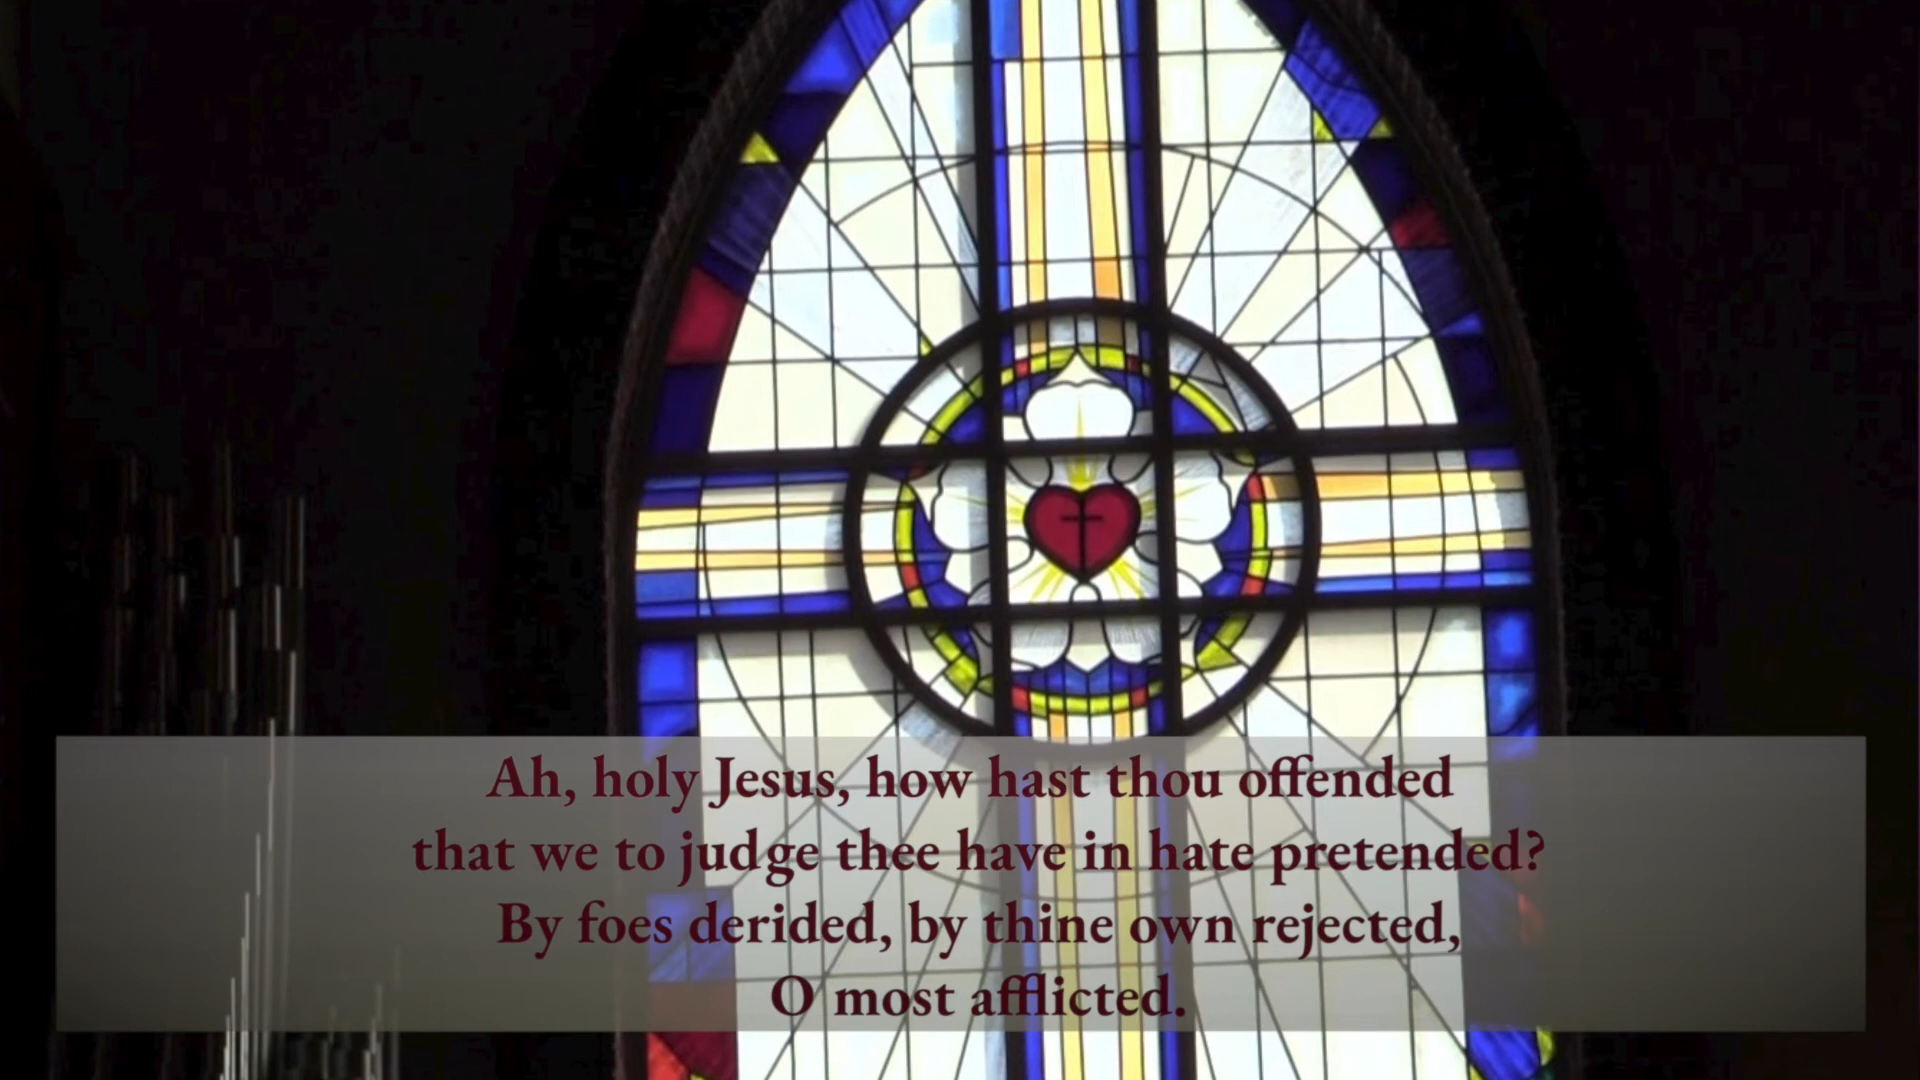 Ah, holy Jesus, how hast thou offended
that we to judge thee have in hate pretended?
By foes derided, by thine own rejected,
O most afflicted.